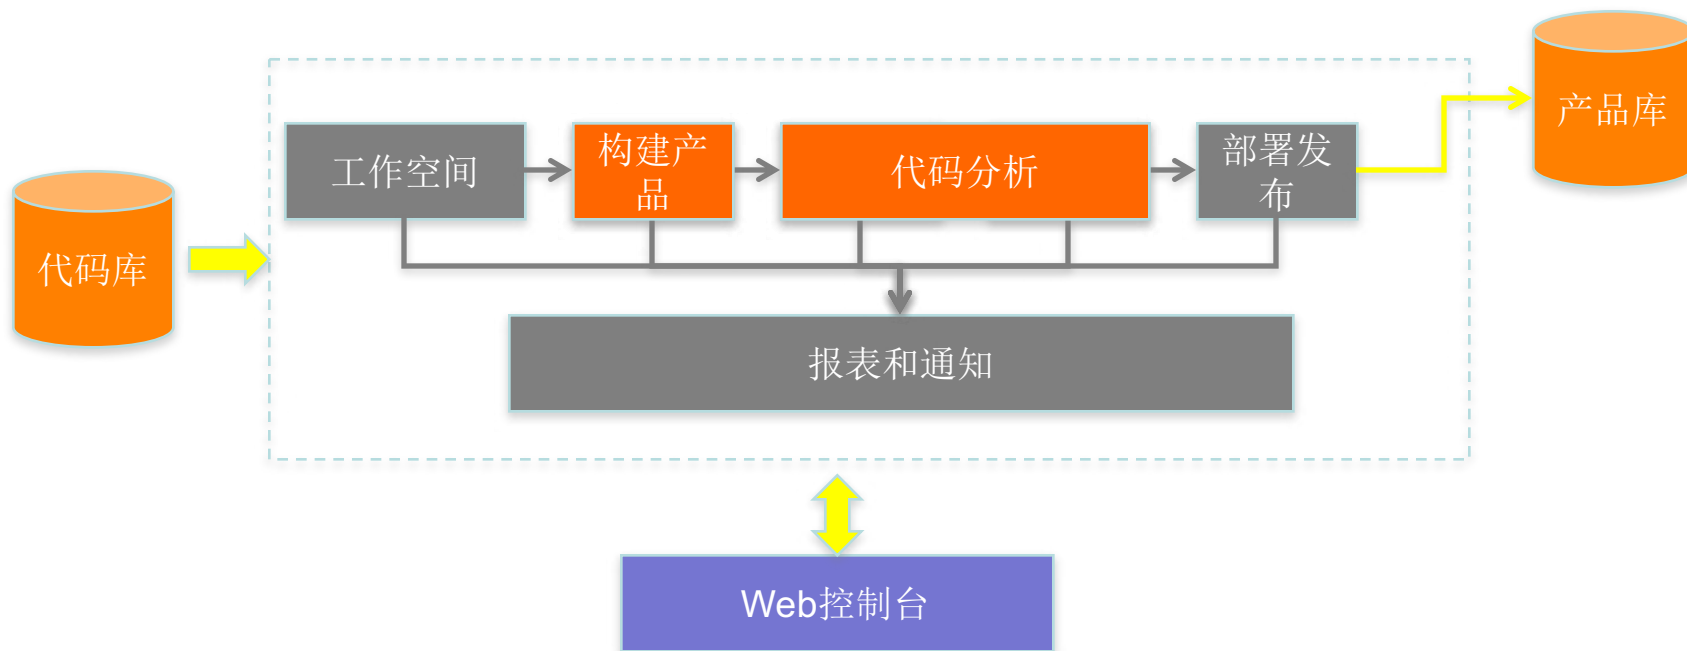 产品库
工作空间
构建产
品
代码分析
部署发
布
代码库
报表和通知
Web控制台